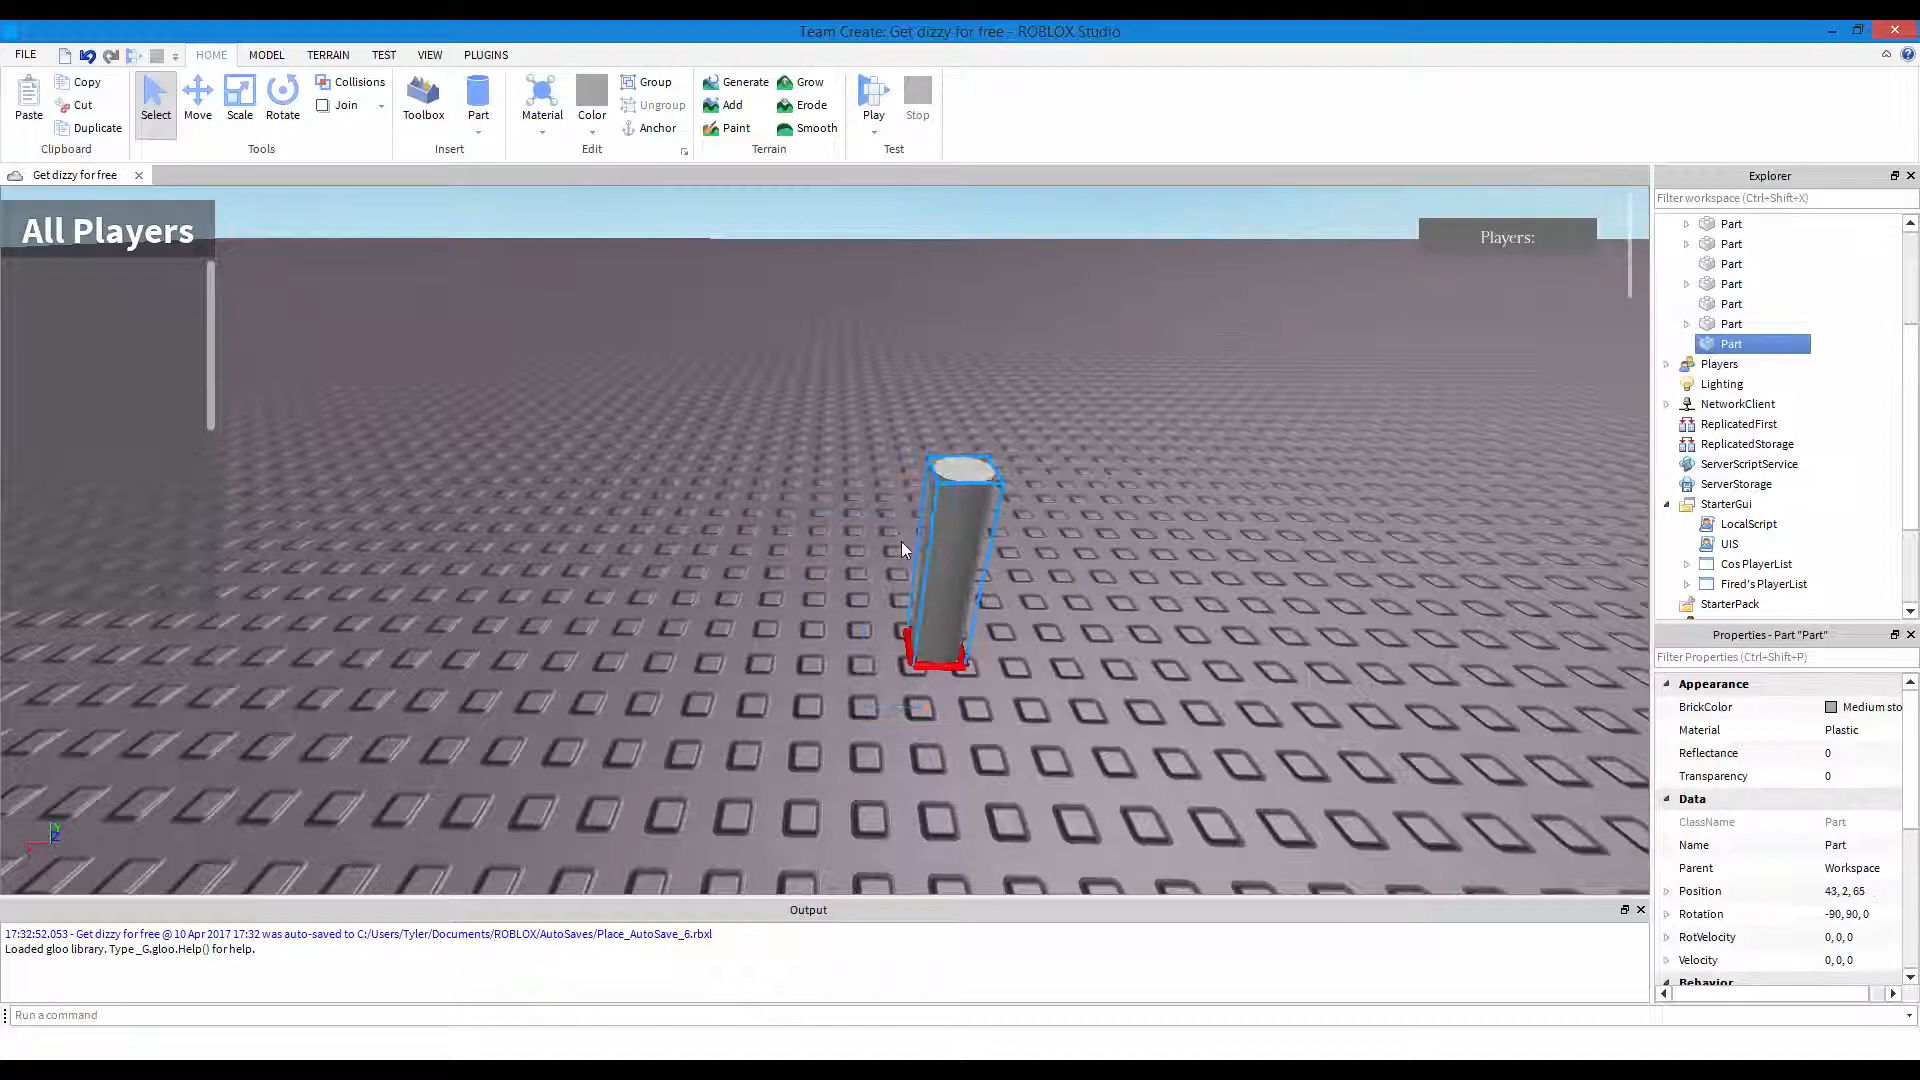 Team Create: Get dizzy for free - ROBLOX Studio
FILE HOME MODEL TERRAIN TEST VIEW PLUGINS
Paste Copy Cut Duplicate Clipboard
Select Move Scale Rotate Collisions Join Tools
Toolbox Part Insert
Material Color Group Ungroup Anchor Edit
Generate Add Paint Grow Erode Smooth Terrain
Play Stop Test
Get dizzy for free
All Players
Players:
Explorer
Filter workspace (Ctrl+Shift+X)
Part
Part
Part
Part
Part
Part
Part
Players
Lighting
NetworkClient
ReplicatedFirst
ReplicatedStorage
ServerScriptService
ServerStorage
StarterGui
LocalScript
UIS
Cos PlayerList
Fired's PlayerList
StarterPack
Properties - Part "Part"
Filter Properties (Ctrl+Shift+P)
Appearance
BrickColor Medium sto
Material Plastic
Reflectance 0
Transparency 0
Data
ClassName Part
Name Part
Parent Workspace
Position 43, 2, 65
Rotation -90, 90, 0
RotVelocity 0, 0, 0
Velocity 0, 0, 0
Behavior
Output
17:32:52.053 - Get dizzy for free @ 10 Apr 2017 17:32 was auto-saved to C:/Users/Tyler/Documents/ROBLOX/AutoSaves/Place_AutoSave_6.rbxl
Loaded gloo library. Type _G.gloo.Help() for help.
Run a command